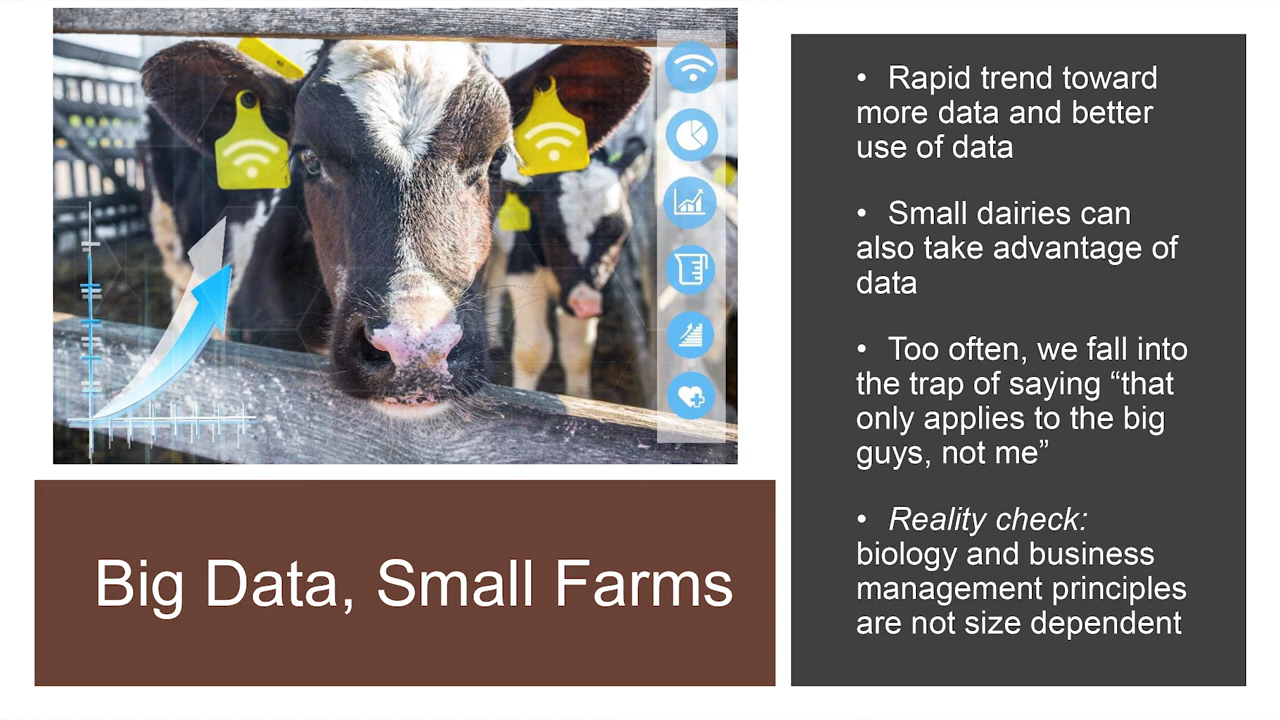 Big Data, Small Farms
• Rapid trend toward
more data and better
use of data
• Small dairies can
also take advantage of
data
• Too often, we fall into
the trap of saying “that
only applies to the big
guys, not me”
• Reality check:
biology and business
management principles
are not size dependent